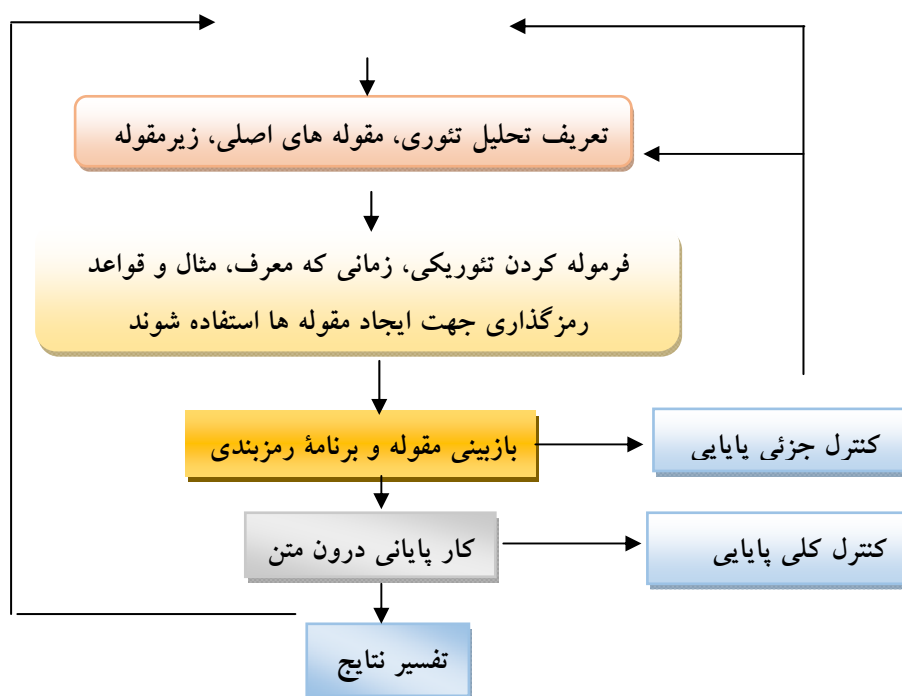 تعریف تحلیل تئوری، مقوله های اصلی، زیرمقوله
فرموله کردن تئوریکی، زمانی که معرف، مثال و قواعد
رمزگذاری جهت ایجاد مقوله ها استفاده شوند
بازبینی مقوله و برنامۀ رمزبندی
کنترل جزئی پایایی
کار پایانی درون متن
کنترل کلی پایایی
تفسیر نتایج